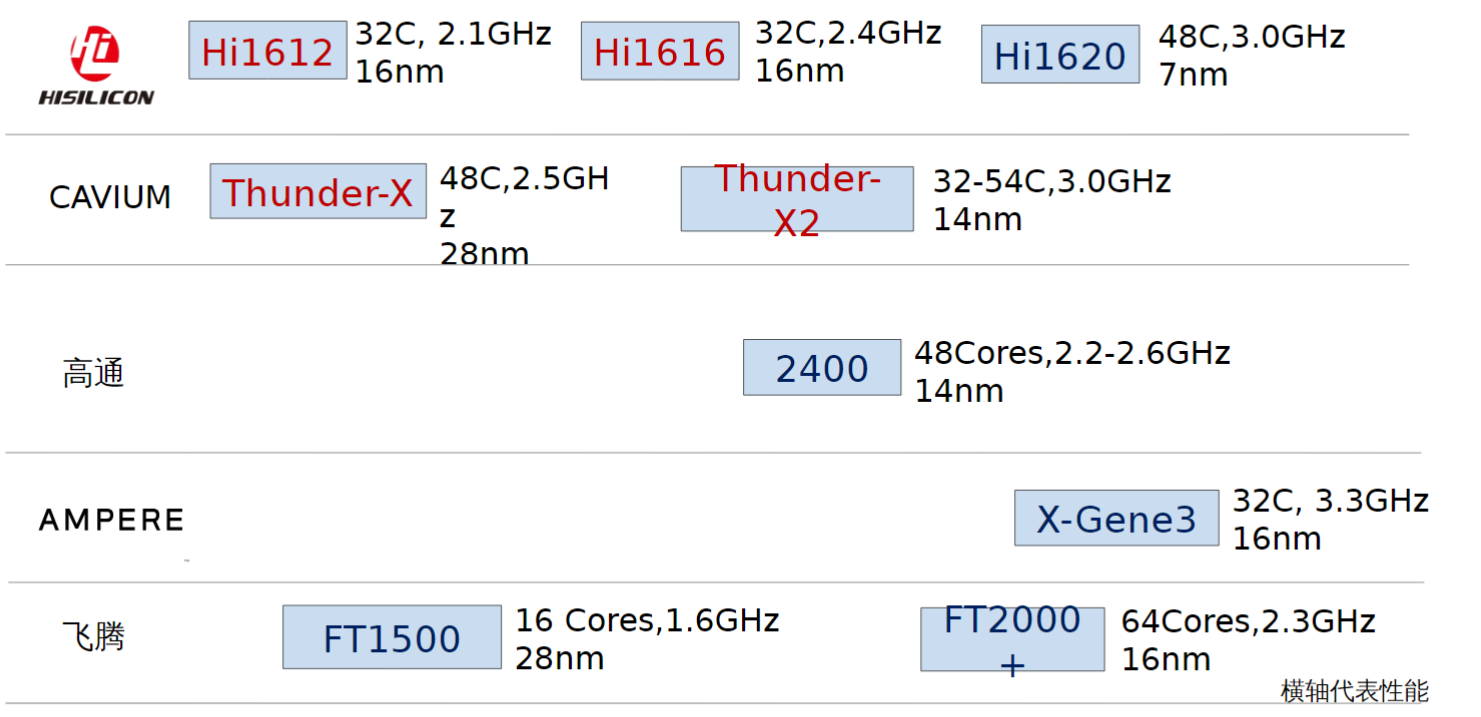 Hi1612
32C, 2.1GHz
16nm
Hi1616
32C,2.4GHz
16nm
Hi1620
48C,3.0GHz
7nm
Hi
HISILICON
CAVIUM
Thunder-X
48C,2.5GH
z
28nm
Thunder-
X2
32-54C,3.0GHz
14nm
高通
2400
48Cores,2.2-2.6GHz
14nm
AMPERE
X-Gene3
32C, 3.3GHz
16nm
飞腾
FT1500
16 Cores,1.6GHz
28nm
FT2000
+
64Cores,2.3GHz
16nm
横轴代表性能